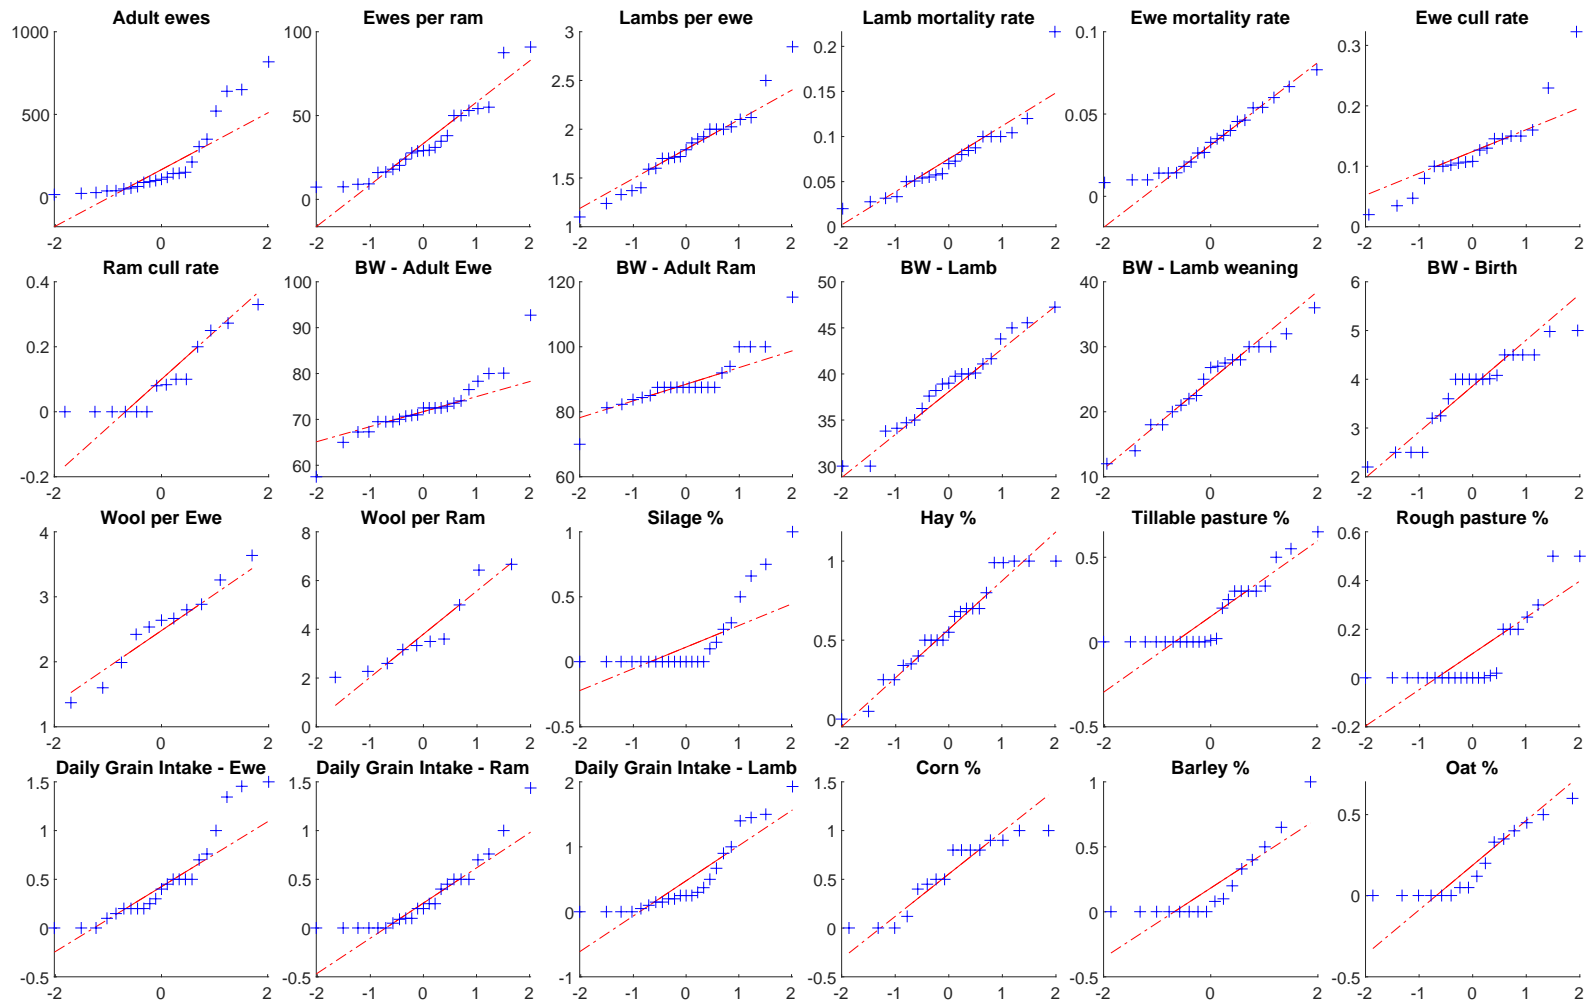 Adult ewes Ewes per ram Lambs per ewe Lamb mortality rate Ewe mortality rate Ewe cull rate
1000 500 0 -2 0 2
100 50 0 -2 -1 0 1 2
3 2.5 2 1.5 1 -2 0 2
0.2 0.15 0.1 0.05 0 -2 -1 0 1 2
0.1 0.05 0 -2 0 2
0.3 0.2 0.1 0 -2 -1 0 1 2
Ram cull rate BW - Adult Ewe BW - Adult Ram BW - Lamb BW - Lamb weaning BW - Birth
0.4 0.2 0 -0.2 -2 -1 0 1 2
100 90 80 70 60 -2 -1 0 1 2
120 100 80 60 -2 -1 0 1 2
50 45 40 35 30 -2 -1 0 1 2
40 30 20 10 -2 0 2
6 5 4 3 2 -2 -1 0 1 2
Wool per Ewe Wool per Ram Silage % Hay % Tillable pasture % Rough pasture %
4 3 2 1 -2 0 2
8 6 4 2 0 -2 -1 0 1 2
1 0.5 0 -0.5 -2 0 2
1 0.5 0 -2 -1 0 1 2
0.5 0 -0.5 -2 0 2
0.6 0.4 0.2 0 -0.2 -2 -1 0 1 2
Daily Grain Intake - Ewe Daily Grain Intake - Ram Daily Grain Intake - Lamb Corn % Barley % Oat %
1.5 1 0.5 0 -0.5 -2 0 2
1.5 1 0.5 0 -0.5 -2 -1 0 1 2
2 1 0 -1 -2 0 2
1.5 1 0.5 0 -0.5 -2 -1 0 1 2
1 0.5 0 -0.5 -2 0 2
0.5 0 -0.5 -2 -1 0 1 2